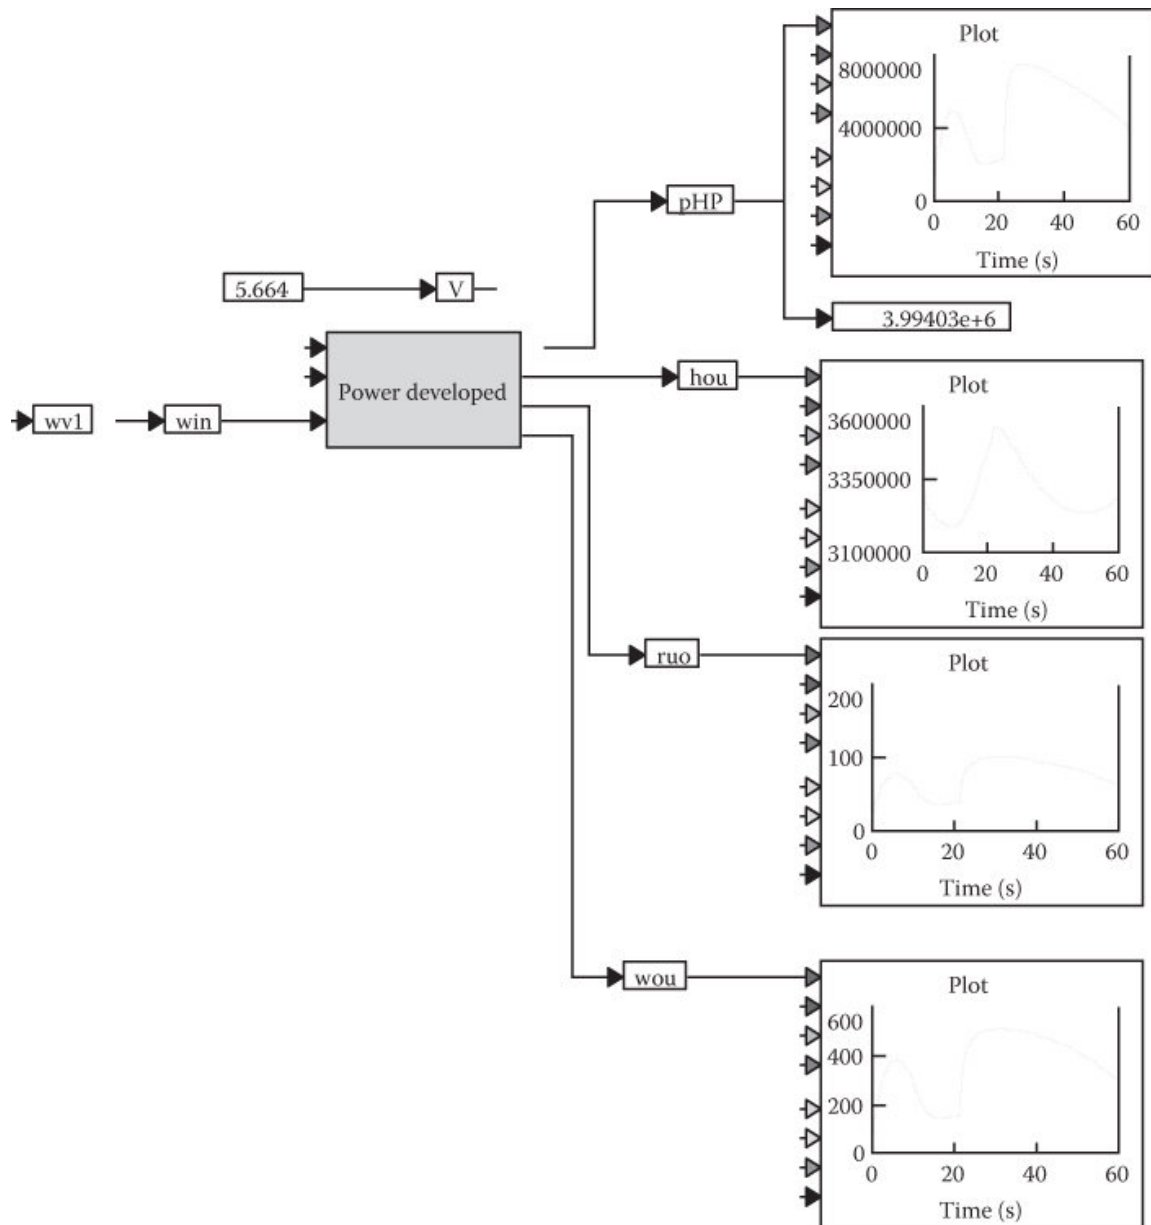 Plot
8000000
4000000
0
0 20 40 60
Time (s)
pHP
5.664
V
3.99403e+6
Power developed
wv1
win
hou
Plot
3600000
3350000
3100000
0 20 40 60
Time (s)
ruo
Plot
200
100
0
0 20 40 60
Time (s)
wou
Plot
600
400
200
0
0 20 40 60
Time (s)